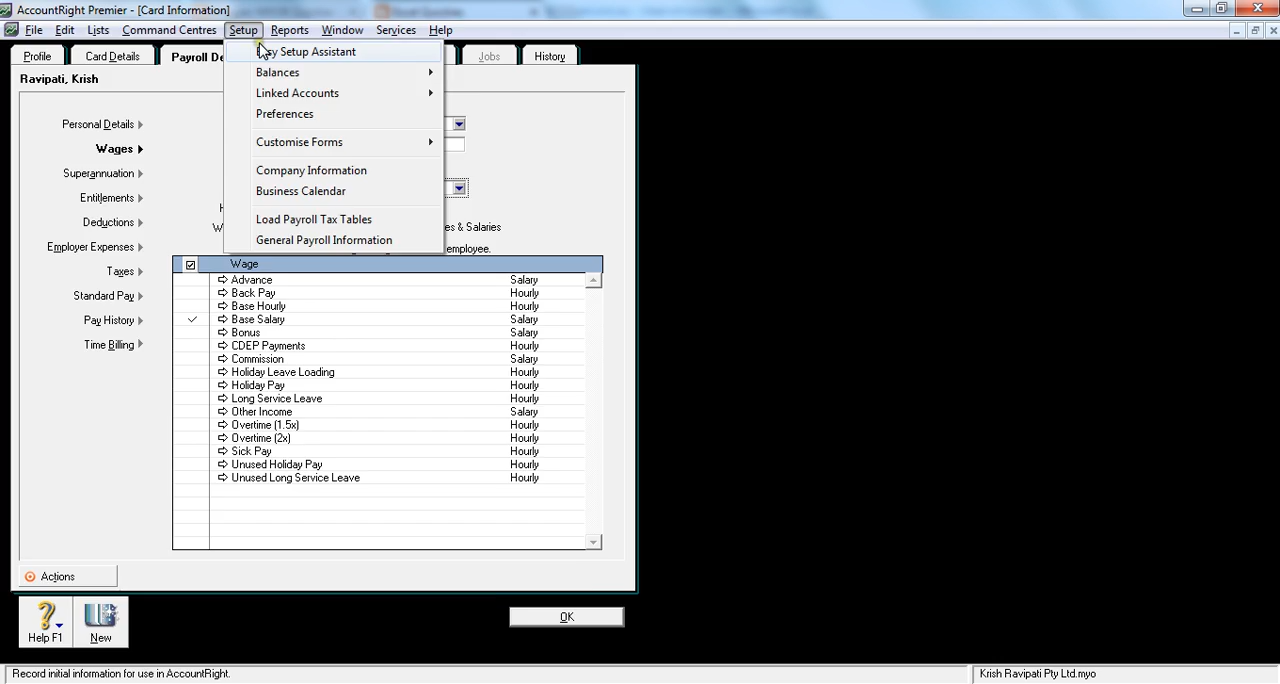 AccountRight Premier - [Card Information]
File Edit Lists Command Centres Setup Reports Window Services Help
Easy Setup Assistant
Balances
Linked Accounts
Preferences
Customise Forms
Company Information
Business Calendar
Load Payroll Tax Tables
General Payroll Information
Profile Card Details Payroll De Jobs History
Ravipati, Krish
Personal Details
Wages
Superannuation
Entitlements
Deductions
Employer Expenses
Taxes
Standard Pay
Pay History
Time Billing
H
W es & Salaries
employee.
Wage
Advance Salary
Back Pay Hourly
Base Hourly Hourly
Base Salary Salary
Bonus Salary
CDEP Payments Hourly
Commission Salary
Holiday Leave Loading Hourly
Holiday Pay Hourly
Long Service Leave Hourly
Other Income Salary
Overtime (1.5x) Hourly
Overtime (2x) Hourly
Sick Pay Hourly
Unused Holiday Pay Hourly
Unused Long Service Leave Hourly
Actions
Help F1 New OK
Record initial information for use in AccountRight. Krish Ravipati Pty Ltd.myo